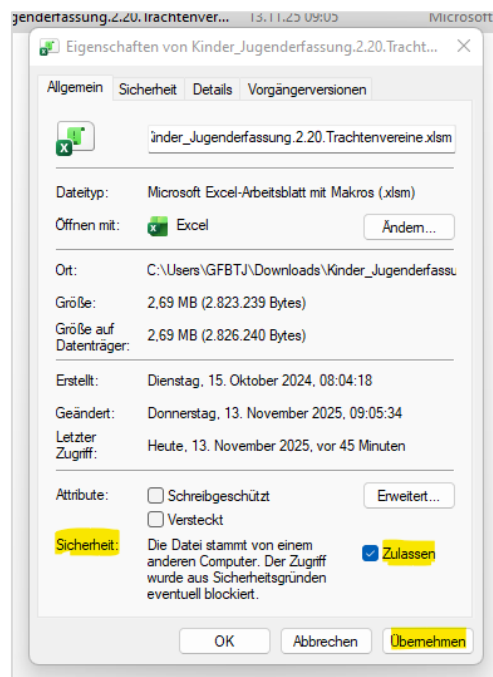 genderfassung.2.20.Trachtenver... 13.11.25 09:05 Microsoft
Eigenschaften von Kinder_Jugenderfassung.2.20.Tracht...
Allgemein Sicherheit Details Vorgängerversionen
Kinder_Jugenderfassung.2.20.Trachtenvereine.xlsm
Dateityp: Microsoft Excel-Arbeitsblatt mit Makros (.xlsm)
Öffnen mit: Excel Ändern...
Ort: C:\Users\GFBTJ\Downloads\Kinder_Jugenderfassu
Größe: 2,69 MB (2.823.239 Bytes)
Größe auf
Datenträger: 2,69 MB (2.826.240 Bytes)
Erstellt: Dienstag, 15. Oktober 2024, 08:04:18
Geändert: Donnerstag, 13. November 2025, 09:05:34
Letzter
Zugriff: Heute, 13. November 2025, vor 45 Minuten
Attribute: Schreibgeschützt Erweitert...
Versteckt
Sicherheit: Die Datei stammt von einem
anderen Computer. Der Zugriff Zulassen
wurde aus Sicherheitsgründen
eventuell blockiert.
OK Abbrechen Übernehmen